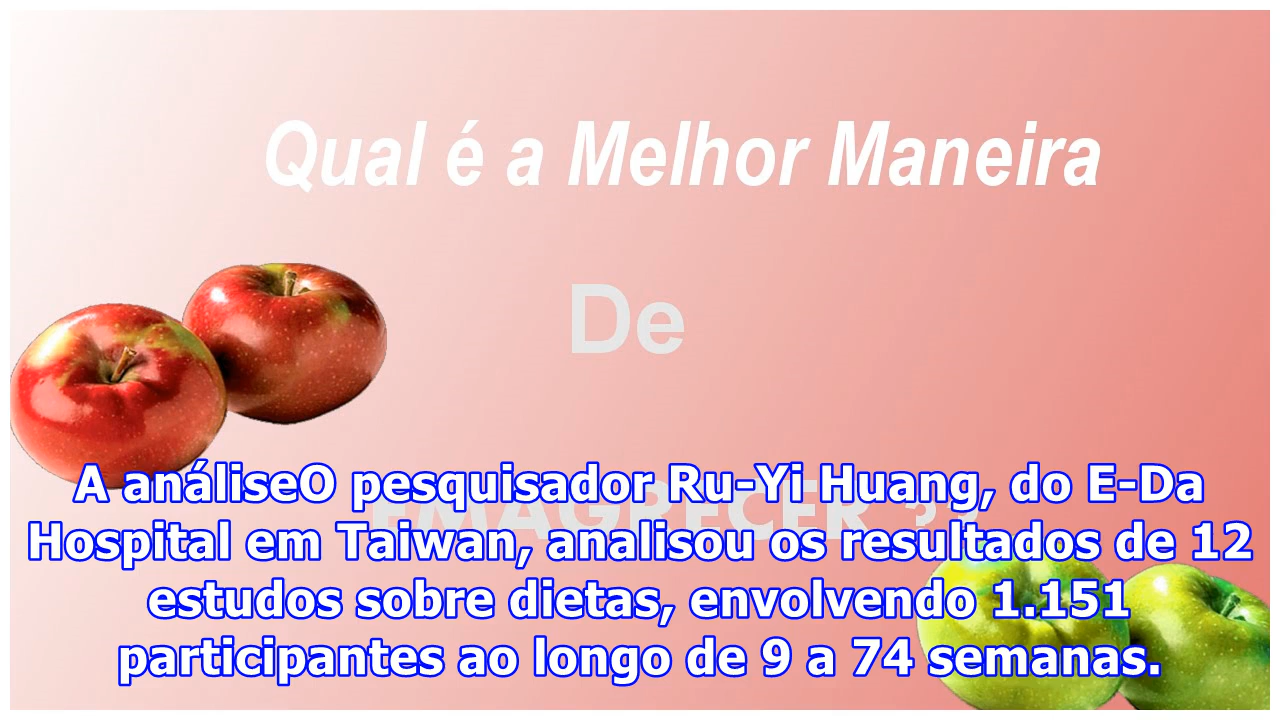 Qual é a Melhor Maneira
De
EMAGRECER ??
A análiseO pesquisador Ru-Yi Huang, do E-Da
Hospital em Taiwan, analisou os resultados de 12
estudos sobre dietas, envolvendo 1.151
participantes ao longo de 9 a 74 semanas.